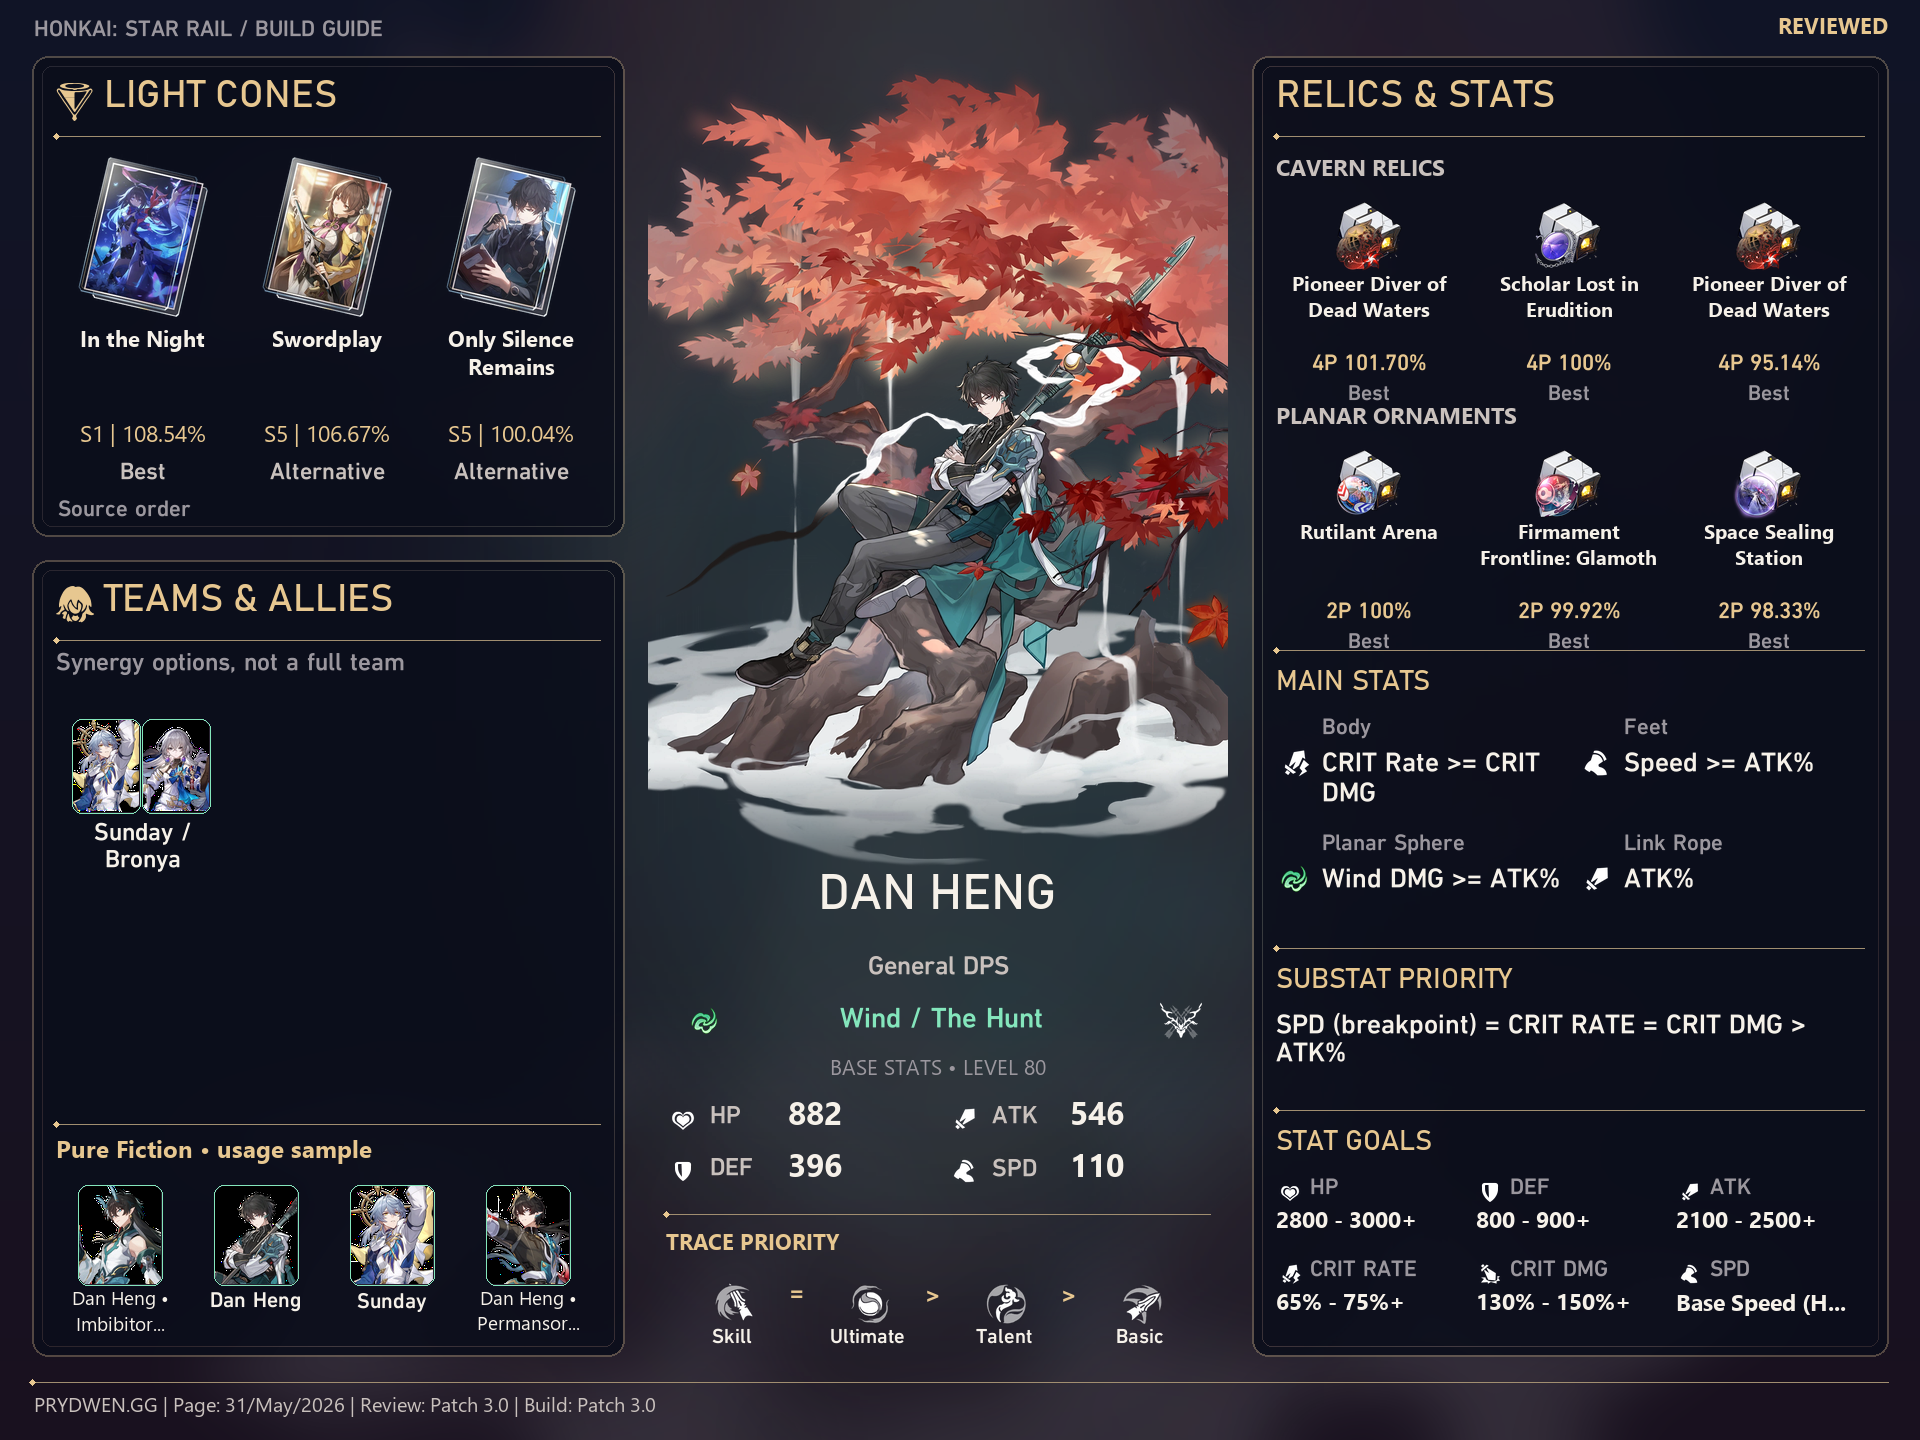 HONKAI: STAR RAIL / BUILD GUIDE
REVIEWED
LIGHT CONES
In the Night
Swordplay
Only Silence
Remains
S1 | 108.54%
S5 | 106.67%
S5 | 100.04%
Best
Alternative
Alternative
Source order
TEAMS & ALLIES
Synergy options, not a full team
Sunday /
Bronya
Pure Fiction • usage sample
Dan Heng •
Imbibitor...
Dan Heng
Sunday
Dan Heng •
Permansor...
DAN HENG
General DPS
Wind / The Hunt
BASE STATS • LEVEL 80
HP 882
ATK 546
DEF 396
SPD 110
TRACE PRIORITY
= > >
Skill
Ultimate
Talent
Basic
RELICS & STATS
CAVERN RELICS
Pioneer Diver of
Dead Waters
Scholar Lost in
Erudition
Pioneer Diver of
Dead Waters
4P 101.70%
4P 100%
4P 95.14%
Best
Best
Best
PLANAR ORNAMENTS
Rutilant Arena
Firmament
Frontline: Glamoth
Space Sealing
Station
2P 100%
2P 99.92%
2P 98.33%
Best
Best
Best
MAIN STATS
Body
CRIT Rate >= CRIT
DMG
Feet
Speed >= ATK%
Planar Sphere
Wind DMG >= ATK%
Link Rope
ATK%
SUBSTAT PRIORITY
SPD (breakpoint) = CRIT RATE = CRIT DMG >
ATK%
STAT GOALS
HP
2800 - 3000+
DEF
800 - 900+
ATK
2100 - 2500+
CRIT RATE
65% - 75%+
CRIT DMG
130% - 150%+
SPD
Base Speed (H...
PRYDWEN.GG | Page: 31/May/2026 | Review: Patch 3.0 | Build: Patch 3.0